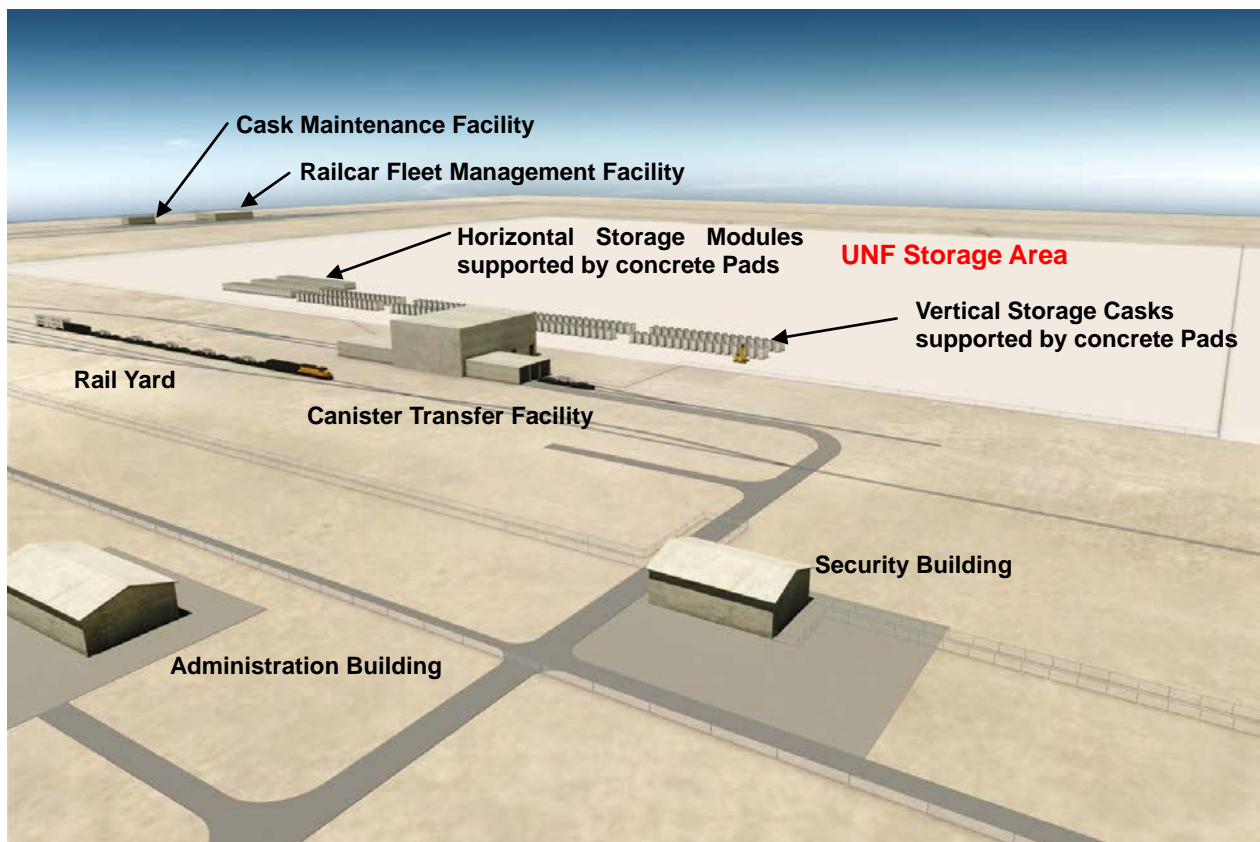 Cask Maintenance Facility
Railcar Fleet Management Facility
Horizontal Storage Modules
supported by concrete Pads
UNF Storage Area
Vertical Storage Casks
supported by concrete Pads
Rail Yard
Canister Transfer Facility
Security Building
Administration Building